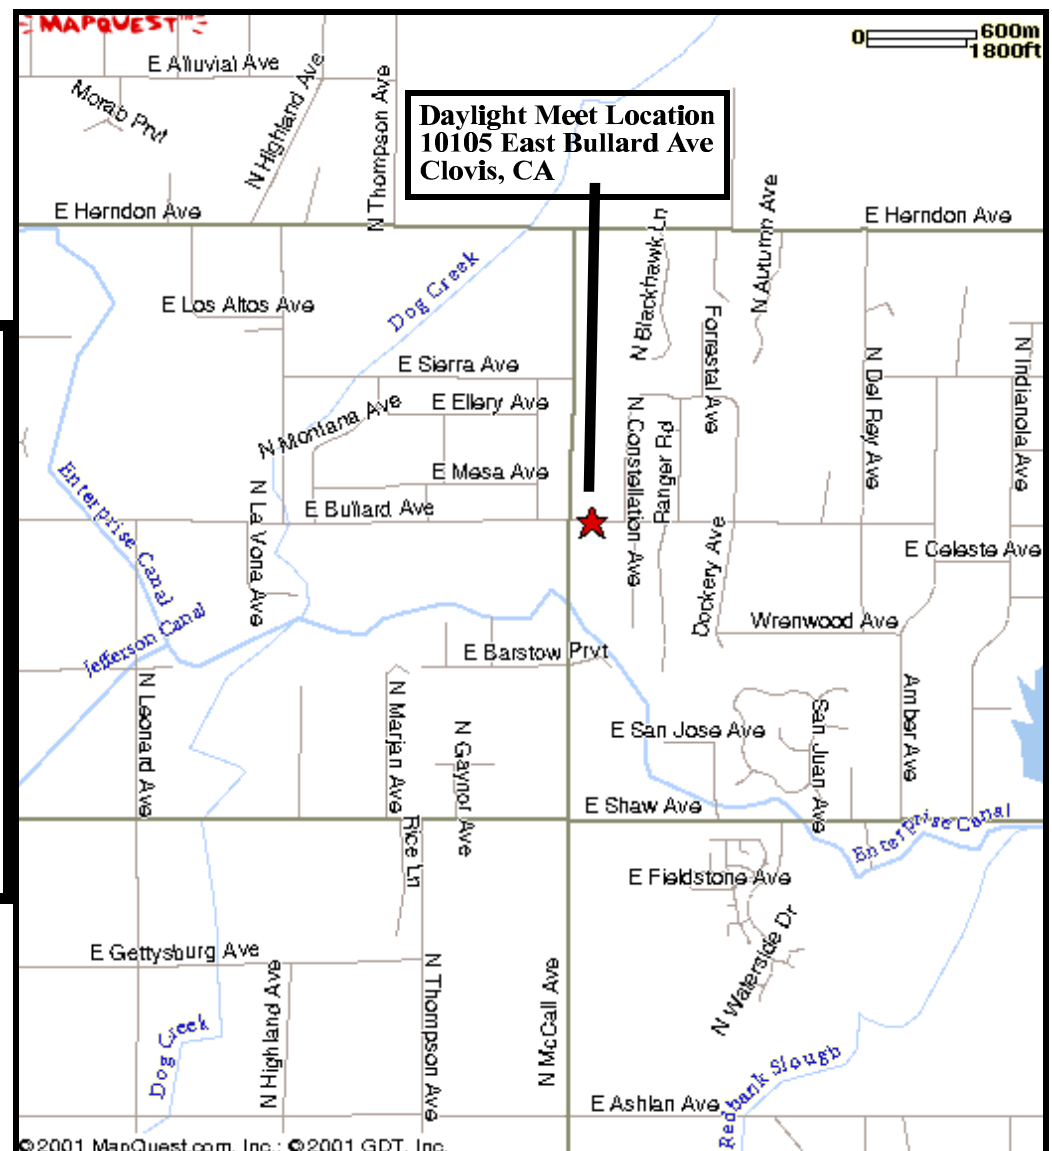 MAPQUEST™
0 600m
1800ft
E Alluvial Ave
Morab Prvt
N Highland Ave
N Thompson Ave
Daylight Meet Location
10105 East Bullard Ave
Clovis, CA
E Herndon Ave
E Herndon Ave
N Blackhawk Ln
N Autumn Ave
Dog Creek
E Los Altos Ave
Forrestal Ave
E Sierra Ave
N Del Rey Ave
N Indianola Ave
N Montana Ave
E Ellery Ave
N Constellation Ave
Ranger Rd
E Mesa Ave
Enterprise Canal
N La Vona Ave
E Bullard Ave
Dockery Ave
E Celeste Ave
Jefferson Canal
Wrenwood Ave
E Barstow Prvt
N Leonard Ave
N Marjan Ave
N Gaynor Ave
E San Jose Ave
San Juan Ave
Amber Ave
E Shaw Ave
Enterprise Canal
Rice Ln
E Fieldstone Ave
N Waterside Dr
E Gettysburg Ave
N Highland Ave
N Thompson Ave
N McCall Ave
Dog Creek
Redbank Slough
E Ashlan Ave
©2001 MapQuest.com, Inc.; ©2001 GDT, Inc.